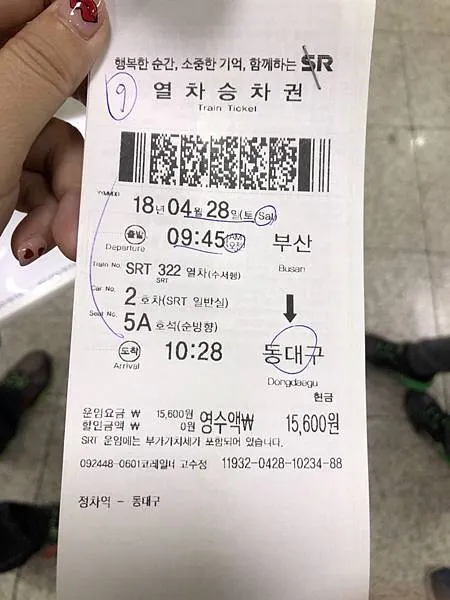 행복한 순간, 소중한 기억, 함께하는 SR
9 열차승차권
Train Ticket
YYMMDD 18년 04월 28일(토 Sat)
출발 09:45 AM 오전 부산
Departure Busan
Train No. SRT 322 열차(수서행)
SRT
Car No. 2 호차(SRT 일반실)
Seat No. 5A 호석(순방향)
도착 10:28 동대구
Arrival Dongdaegu
현금
운임요금 ₩ 15,600원 영수액₩ 15,600원
할인금액 ₩ 0원
SRT 운임에는 부가가치세가 포함되어 있습니다.
092448-0601코레일너 고수정 11932-0428-10234-88
정차역 - 동대구